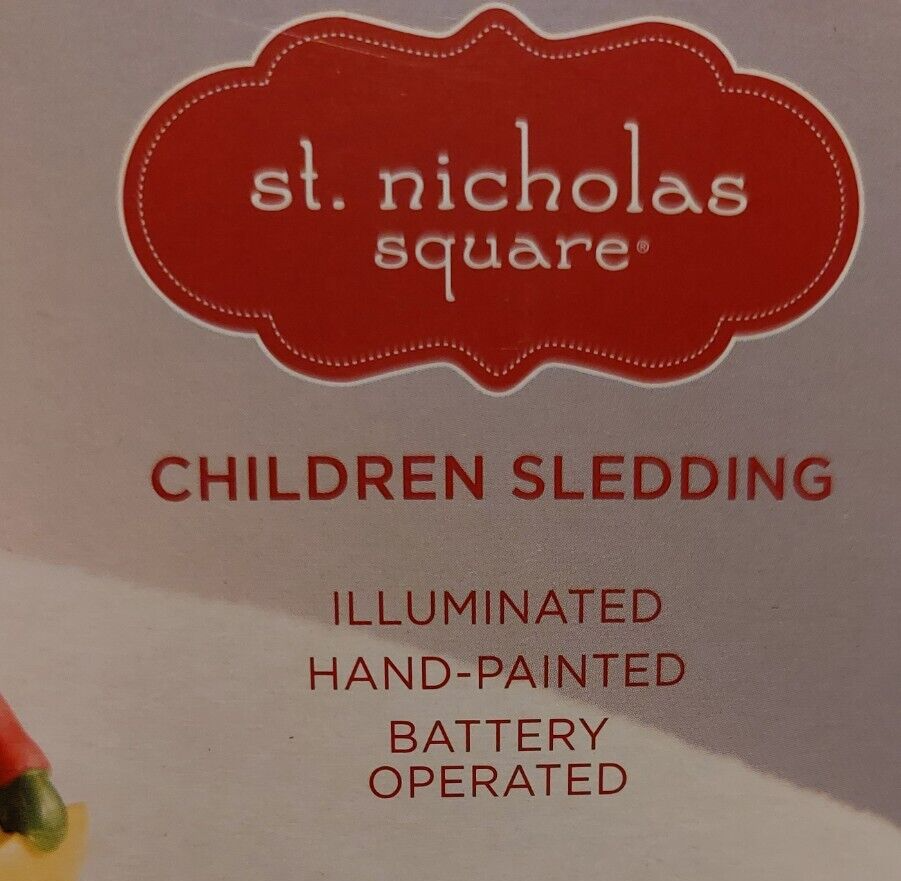 st. nicholas
square®
CHILDREN SLEDDING
ILLUMINATED
HAND-PAINTED
BATTERY
OPERATED